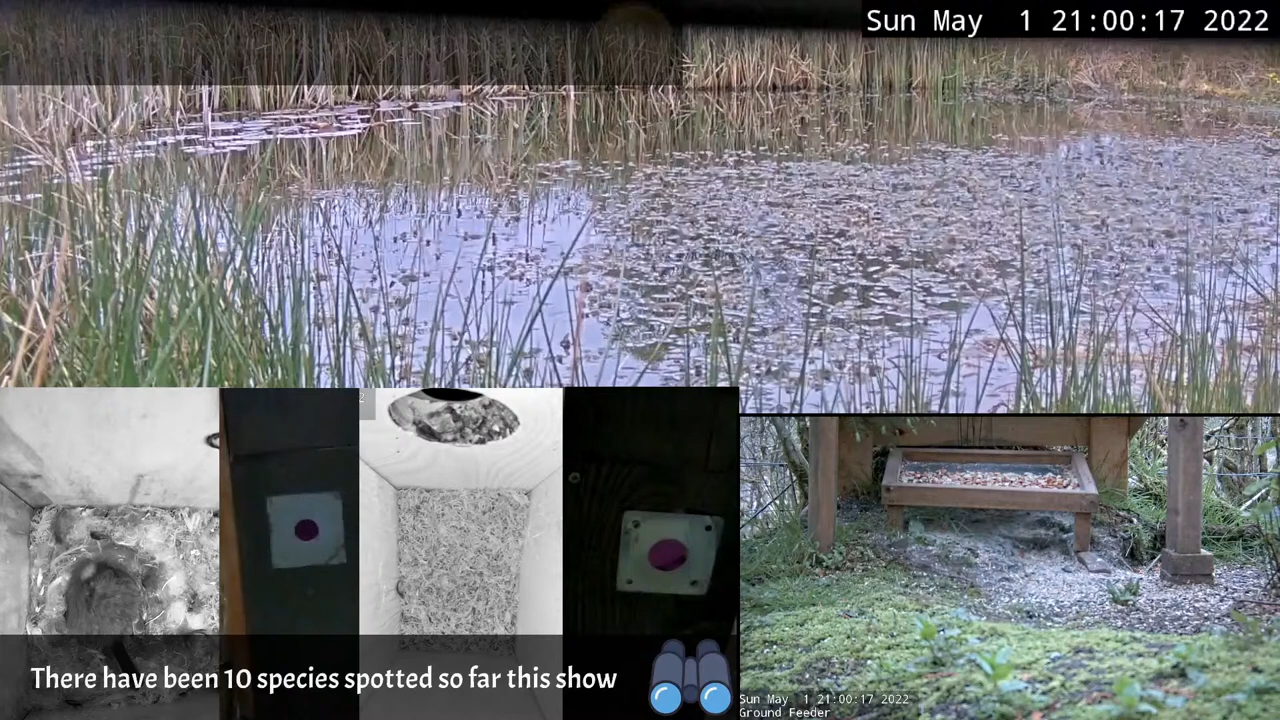 Sun May  1 21:00:17 2022
2
There have been 10 species spotted so far this show
Sun May  1 21:00:17 2022
Ground Feeder